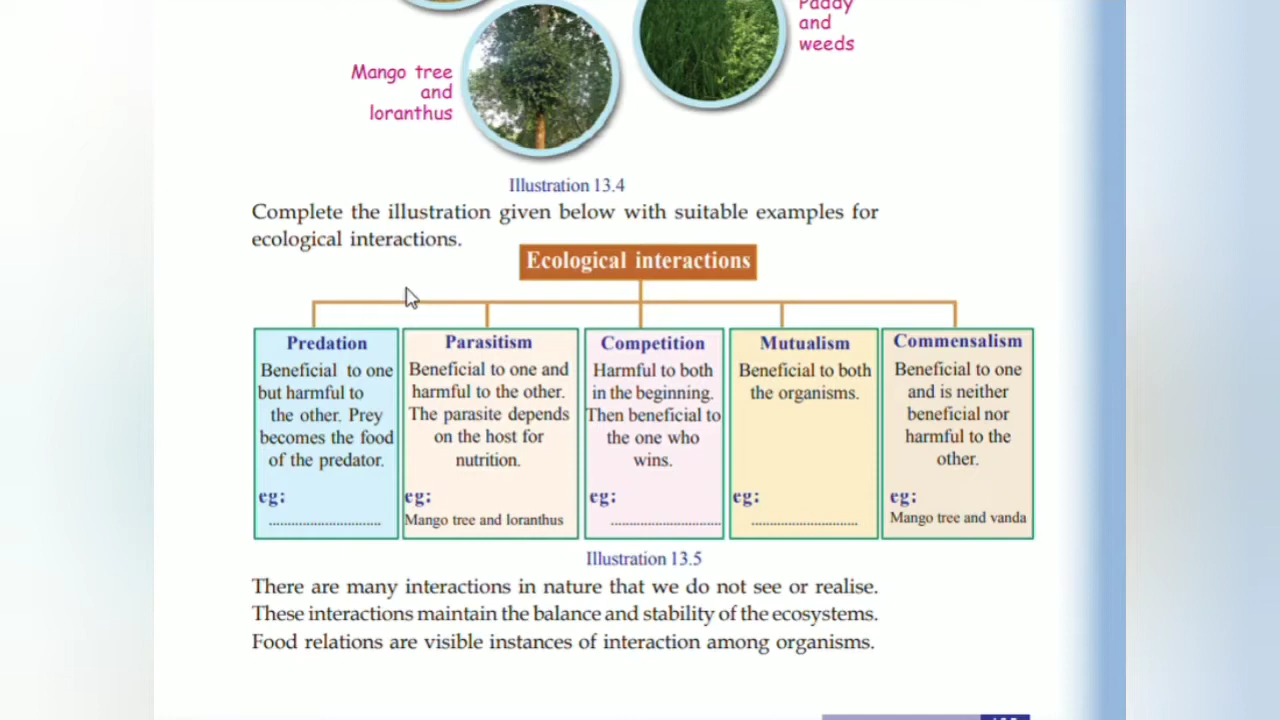 Paddy
and
weeds
Mango tree
and
loranthus
Illustration 13.4
Complete the illustration given below with suitable examples for
ecological interactions.
Ecological interactions
Predation
Beneficial to one
but harmful to
the other. Prey
becomes the food
of the predator.
eg:
..............................
Parasitism
Beneficial to one and
harmful to the other.
The parasite depends
on the host for
nutrition.
eg:
Mango tree and loranthus
Competition
Harmful to both
in the beginning.
Then beneficial to
the one who
wins.
eg:
..............................
Mutualism
Beneficial to both
the organisms.
eg:
............................
Commensalism
Beneficial to one
and is neither
beneficial nor
harmful to the
other.
eg:
Mango tree and vanda
Illustration 13.5
There are many interactions in nature that we do not see or realise.
These interactions maintain the balance and stability of the ecosystems.
Food relations are visible instances of interaction among organisms.